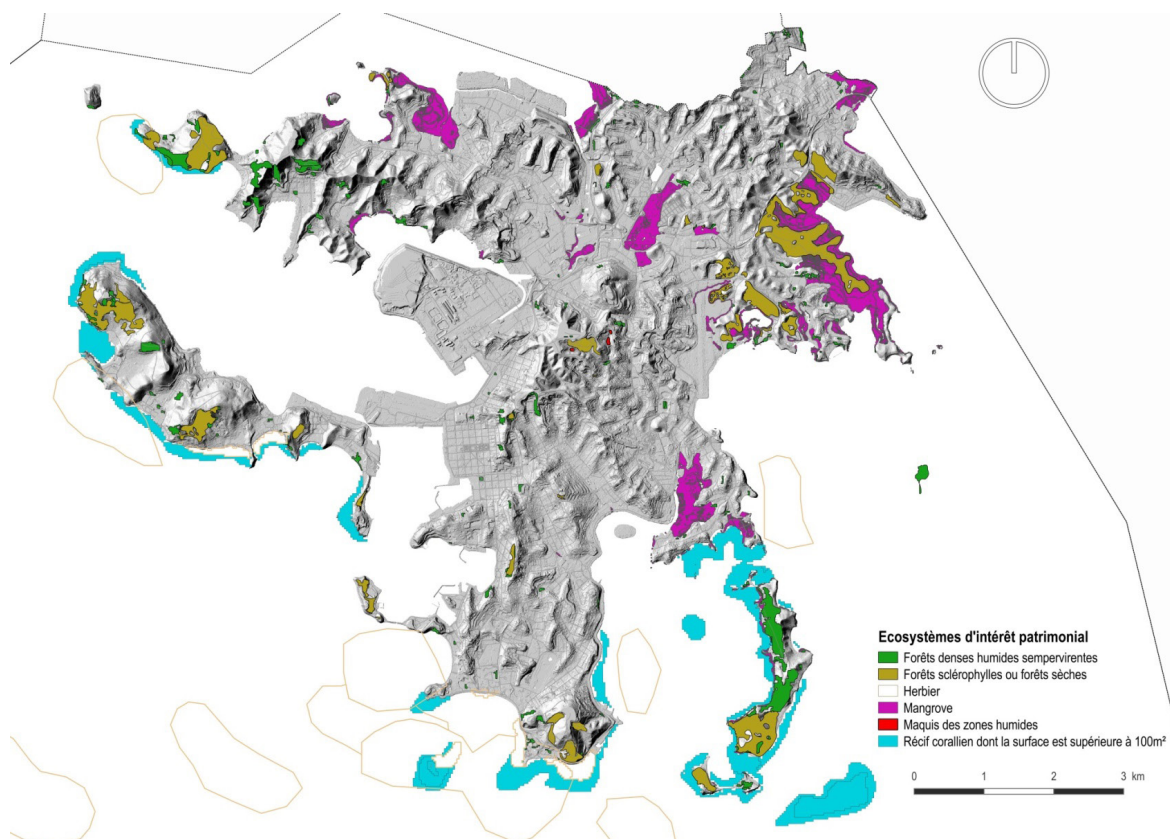 Ecosystèmes d'intérêt patrimonial
Forêts denses humides sempervirentes
Forêts sclérophylles ou forêts sèches
Herbier
Mangrove
Maquis des zones humides
Récif corallien dont la surface est supérieure à 100m²
0 1 2 3 km